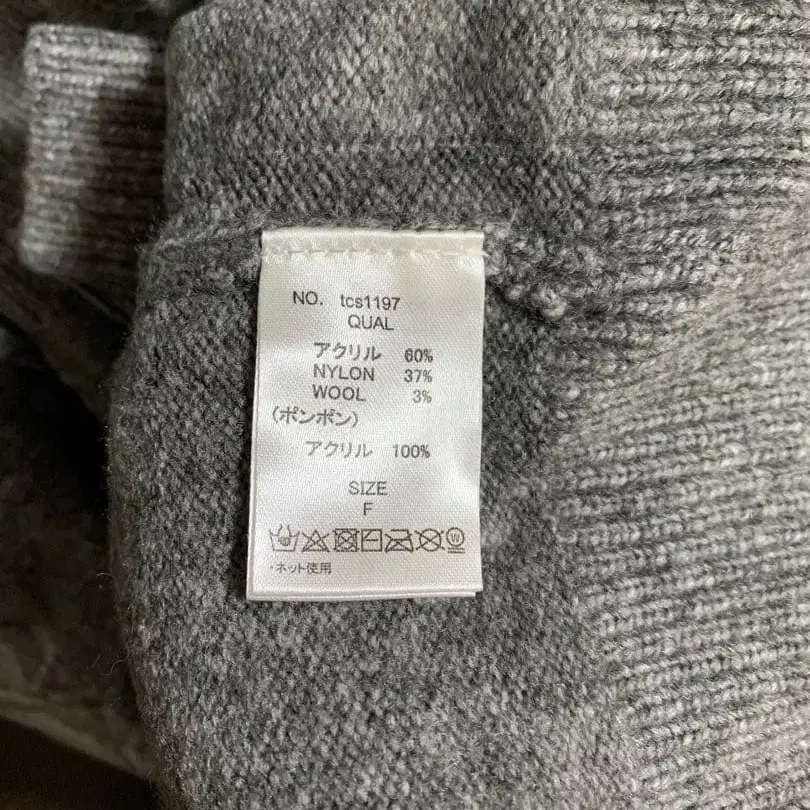 NO. tcs1197
QUAL
アクリル 60%
NYLON 37%
WOOL 3%
(ポンポン)
アクリル 100%
SIZE
F
W
・ネット使用